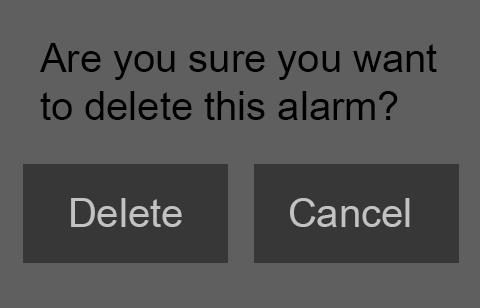 Are you sure you want
to delete this alarm?
Delete
Cancel